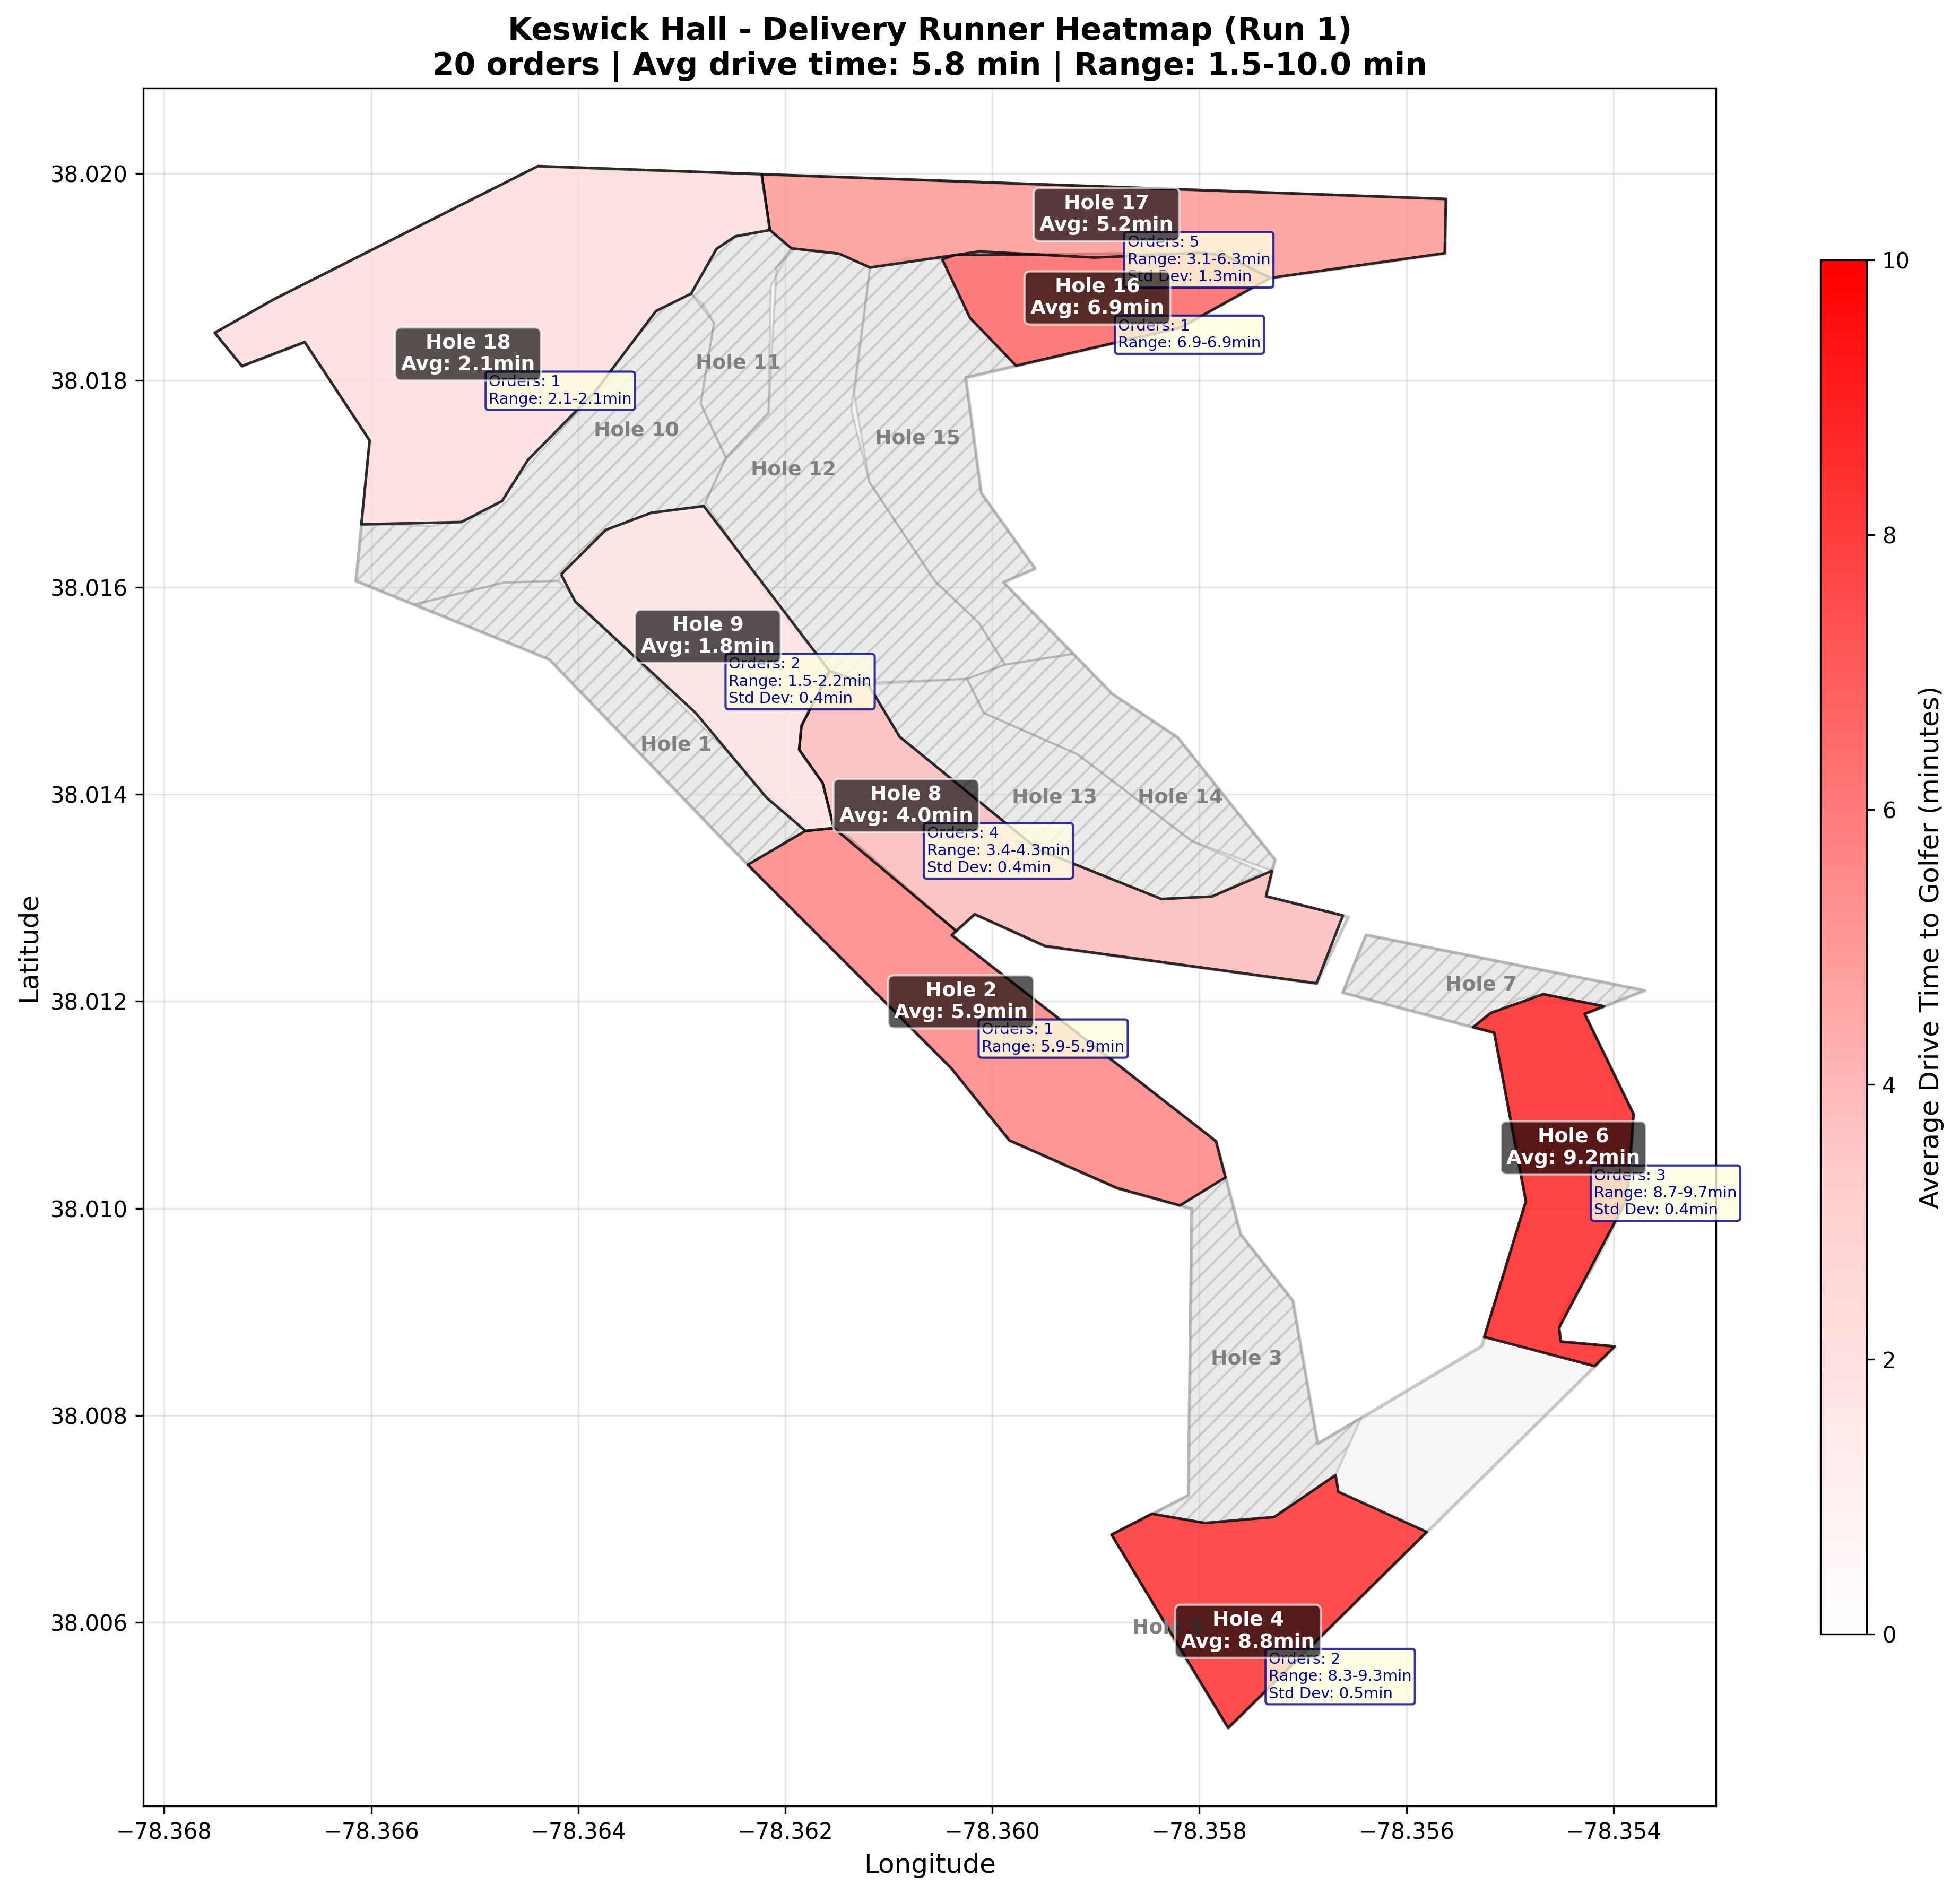 Keswick Hall - Delivery Runner Heatmap (Run 1)
20 orders | Avg drive time: 5.8 min | Range: 1.5-10.0 min
Hole 17
Avg: 5.2min
Orders: 5
Range: 3.1-6.3min
Std Dev: 1.3min
Hole 16
Avg: 6.9min
Orders: 1
Range: 6.9-6.9min
Hole 18
Avg: 2.1min
Orders: 1
Range: 2.1-2.1min
Hole 11
Hole 10
Hole 15
Hole 12
Hole 9
Avg: 1.8min
Orders: 2
Range: 1.5-2.2min
Std Dev: 0.4min
Hole 1
Hole 8
Avg: 4.0min
Orders: 4
Range: 3.4-4.3min
Std Dev: 0.4min
Hole 13
Hole 14
Hole 7
Hole 2
Avg: 5.9min
Orders: 1
Range: 5.9-5.9min
Hole 6
Avg: 9.2min
Orders: 3
Range: 8.7-9.7min
Std Dev: 0.4min
Hole 3
Hole 4
Avg: 8.8min
Orders: 2
Range: 8.3-9.3min
Std Dev: 0.5min
38.020
38.018
38.016
38.014
38.012
38.010
38.008
38.006
Latitude
−78.368
−78.366
−78.364
−78.362
−78.360
−78.358
−78.356
−78.354
Longitude
10
8
6
4
2
0
Average Drive Time to Golfer (minutes)